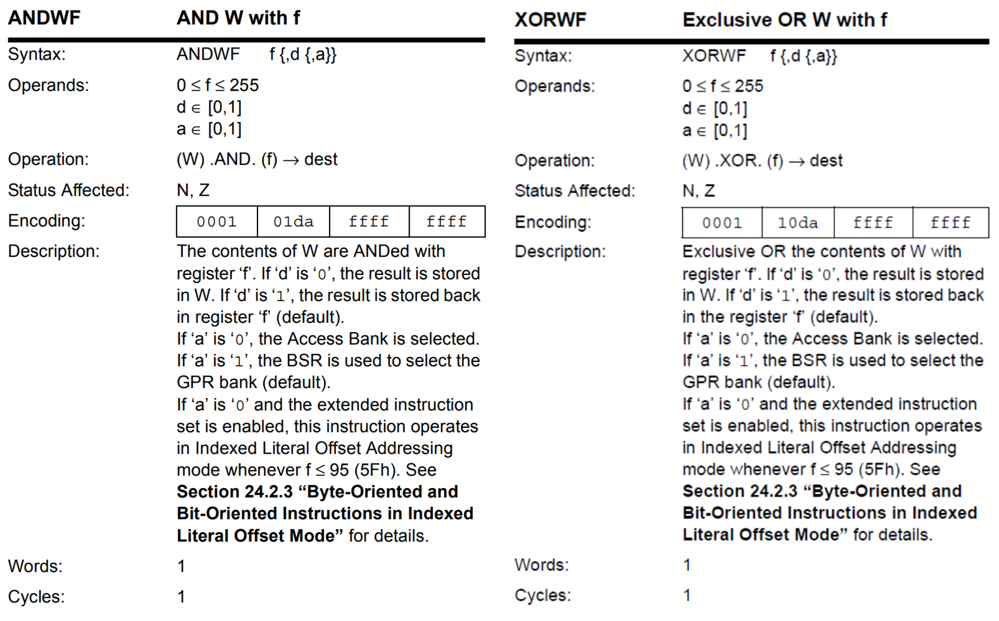 ANDWF AND W with f
Syntax: ANDWF f {,d {,a}}
Operands: 0 ≤ f ≤ 255
d ∈ [0,1]
a ∈ [0,1]
Operation: (W) .AND. (f) → dest
Status Affected: N, Z
Encoding: 0001 01da ffff ffff
Description: The contents of W are ANDed with
register ‘f’. If ‘d’ is ‘0’, the result is stored
in W. If ‘d’ is ‘1’, the result is stored back
in register ‘f’ (default).
If ‘a’ is ‘0’, the Access Bank is selected.
If ‘a’ is ‘1’, the BSR is used to select the
GPR bank (default).
If ‘a’ is ‘0’ and the extended instruction
set is enabled, this instruction operates
in Indexed Literal Offset Addressing
mode whenever f ≤ 95 (5Fh). See
Section 24.2.3 “Byte-Oriented and
Bit-Oriented Instructions in Indexed
Literal Offset Mode” for details.
Words: 1
Cycles: 1
XORWF Exclusive OR W with f
Syntax: XORWF f {,d {,a}}
Operands: 0 ≤ f ≤ 255
d ∈ [0,1]
a ∈ [0,1]
Operation: (W) .XOR. (f) → dest
Status Affected: N, Z
Encoding: 0001 10da ffff ffff
Description: Exclusive OR the contents of W with
register ‘f’. If ‘d’ is ‘0’, the result is stored
in W. If ‘d’ is ‘1’, the result is stored back
in the register ‘f’ (default).
If ‘a’ is ‘0’, the Access Bank is selected.
If ‘a’ is ‘1’, the BSR is used to select the
GPR bank (default).
If ‘a’ is ‘0’ and the extended instruction
set is enabled, this instruction operates
in Indexed Literal Offset Addressing
mode whenever f ≤ 95 (5Fh). See
Section 24.2.3 “Byte-Oriented and
Bit-Oriented Instructions in Indexed
Literal Offset Mode” for details.
Words: 1
Cycles: 1